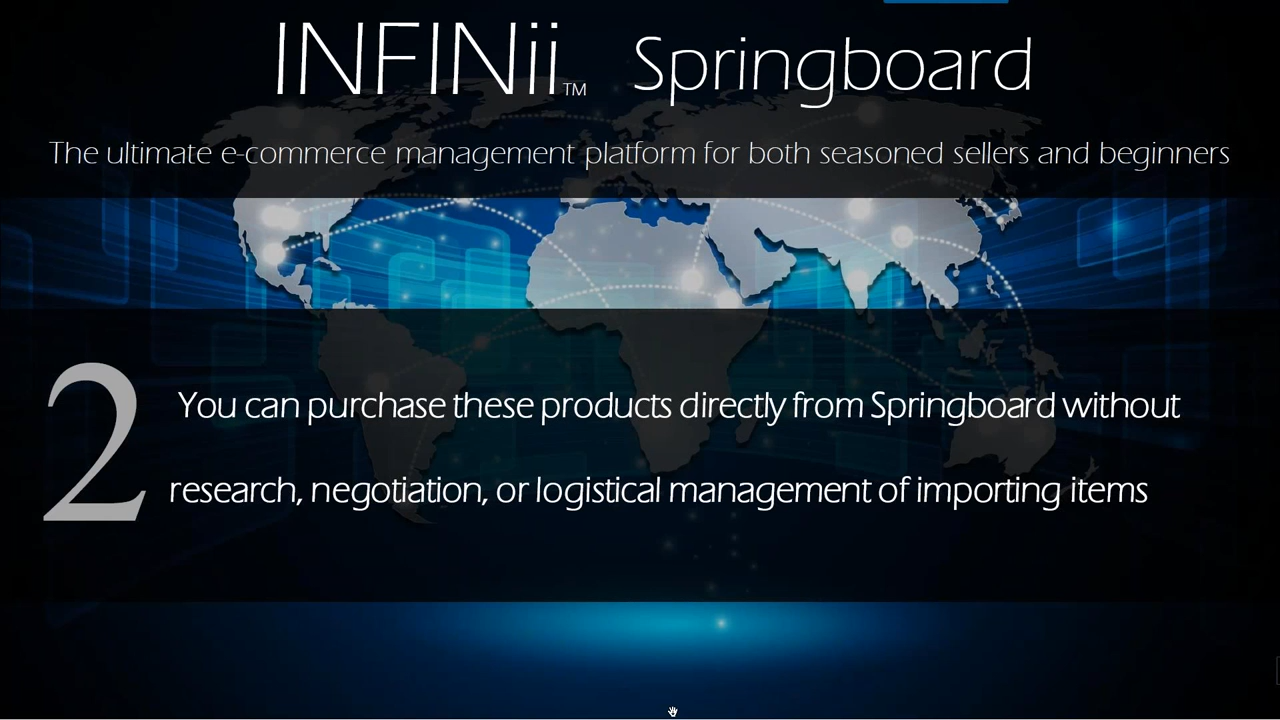 INFINii™ Springboard
The ultimate e-commerce management platform for both seasoned sellers and beginners
2 You can purchase these products directly from Springboard without
research, negotiation, or logistical management of importing items